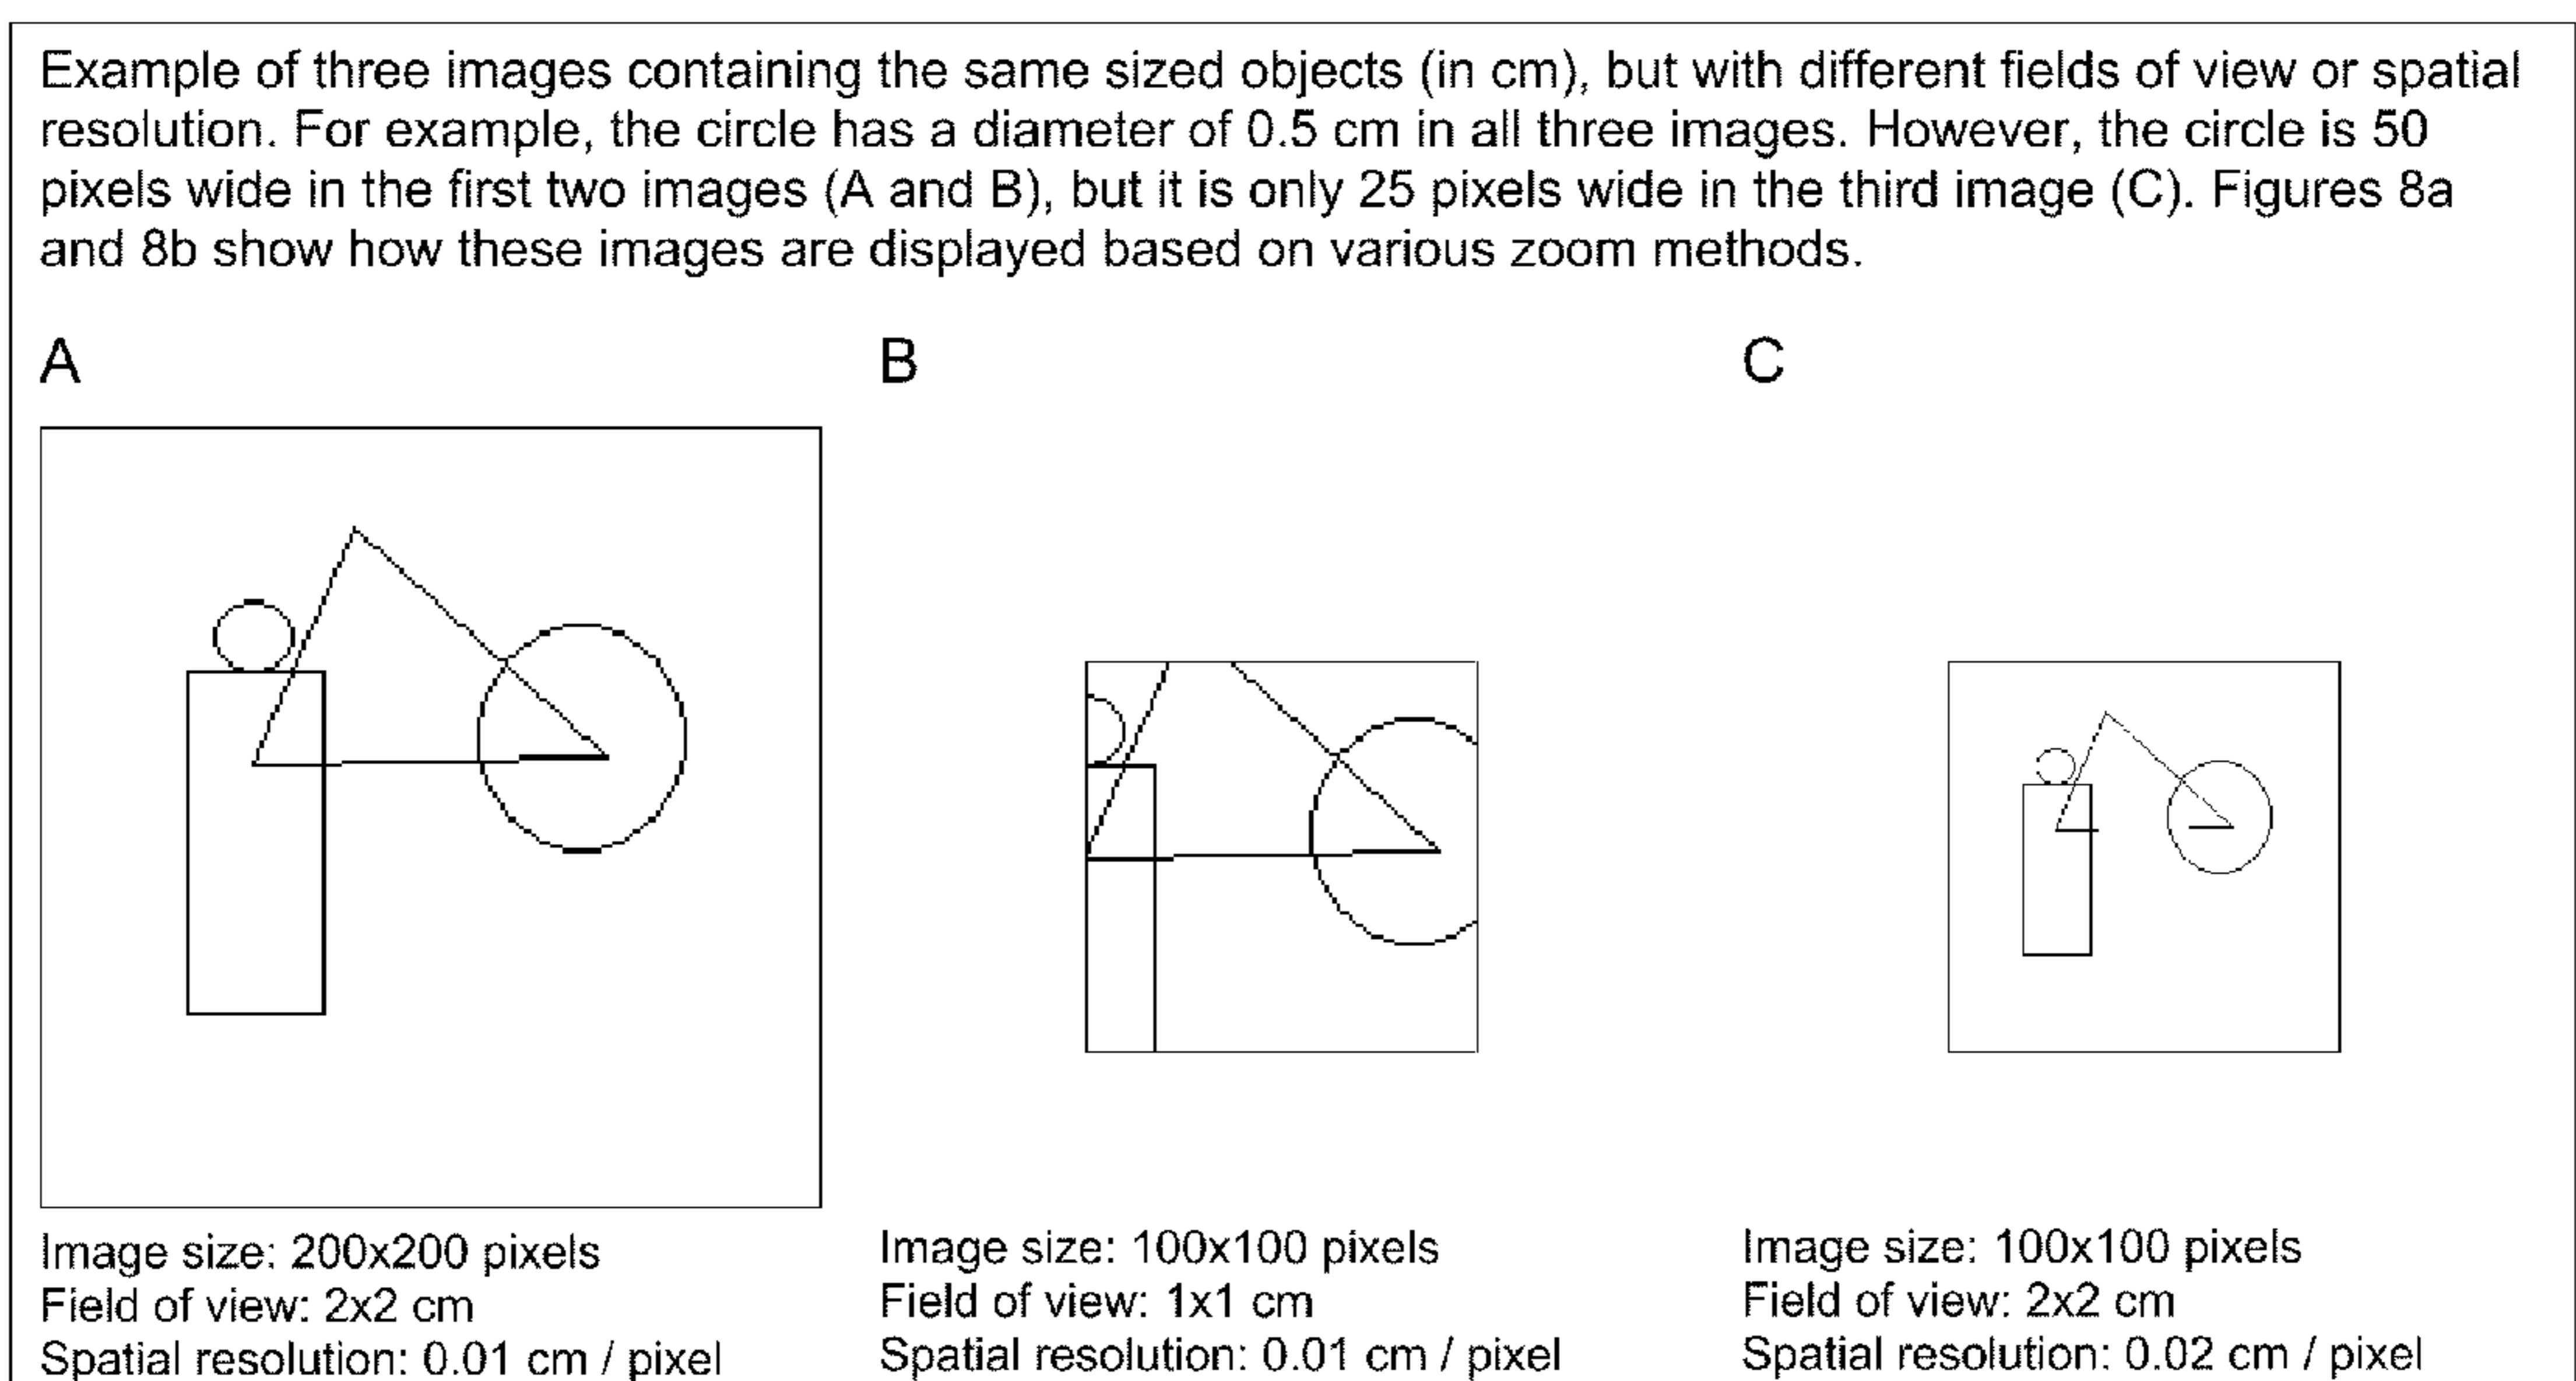 Example of three images containing the same sized objects (in cm), but with different fields of view or spatial
resolution. For example, the circle has a diameter of 0.5 cm in all three images. However, the circle is 50
pixels wide in the first two images (A and B), but it is only 25 pixels wide in the third image (C). Figures 8a
and 8b show how these images are displayed based on various zoom methods.
A
B
C
Image size: 200x200 pixels
Field of view: 2x2 cm
Spatial resolution: 0.01 cm / pixel
Image size: 100x100 pixels
Field of view: 1x1 cm
Spatial resolution: 0.01 cm / pixel
Image size: 100x100 pixels
Field of view: 2x2 cm
Spatial resolution: 0.02 cm / pixel